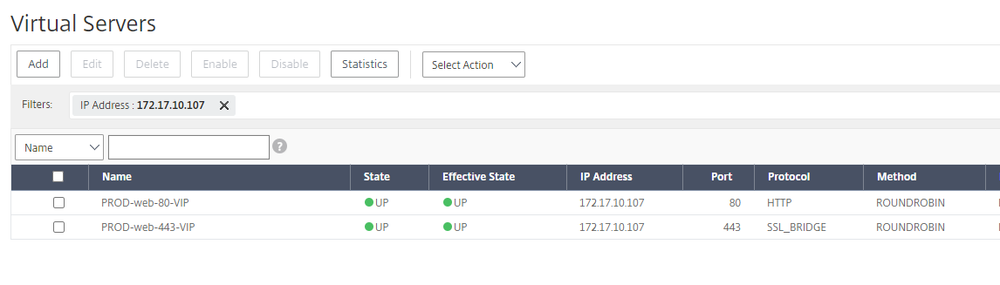 Virtual Servers
Add Edit Delete Enable Disable Statistics Select Action
Filters: IP Address : 172.17.10.107
Name ?
Name State Effective State IP Address Port Protocol Method
PROD-web-80-VIP UP UP 172.17.10.107 80 HTTP ROUNDROBIN
PROD-web-443-VIP UP UP 172.17.10.107 443 SSL_BRIDGE ROUNDROBIN